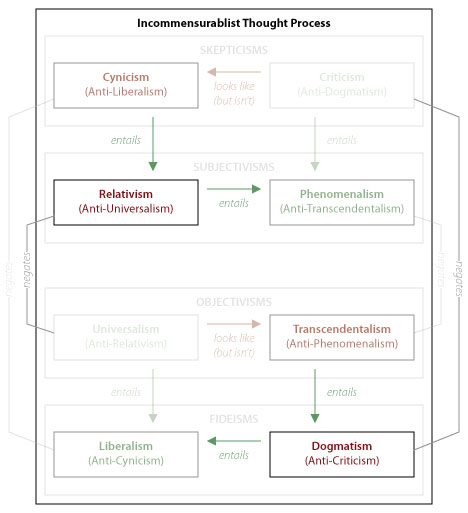 Incommensurablist Thought Process
SKEPTICISMS
Cynicism
(Anti-Liberalism)
looks like
(but isn't)
Criticism
(Anti-Dogmatism)
entails
entails
SUBJECTIVISMS
Relativism
(Anti-Universalism)
entails
Phenomenalism
(Anti-Transcendentalism)
negates
negates
negates
negates
OBJECTIVISMS
Universalism
(Anti-Relativism)
looks like
(but isn't)
Transcendentalism
(Anti-Phenomenalism)
entails
entails
FIDEISMS
Liberalism
(Anti-Cynicism)
entails
Dogmatism
(Anti-Criticism)